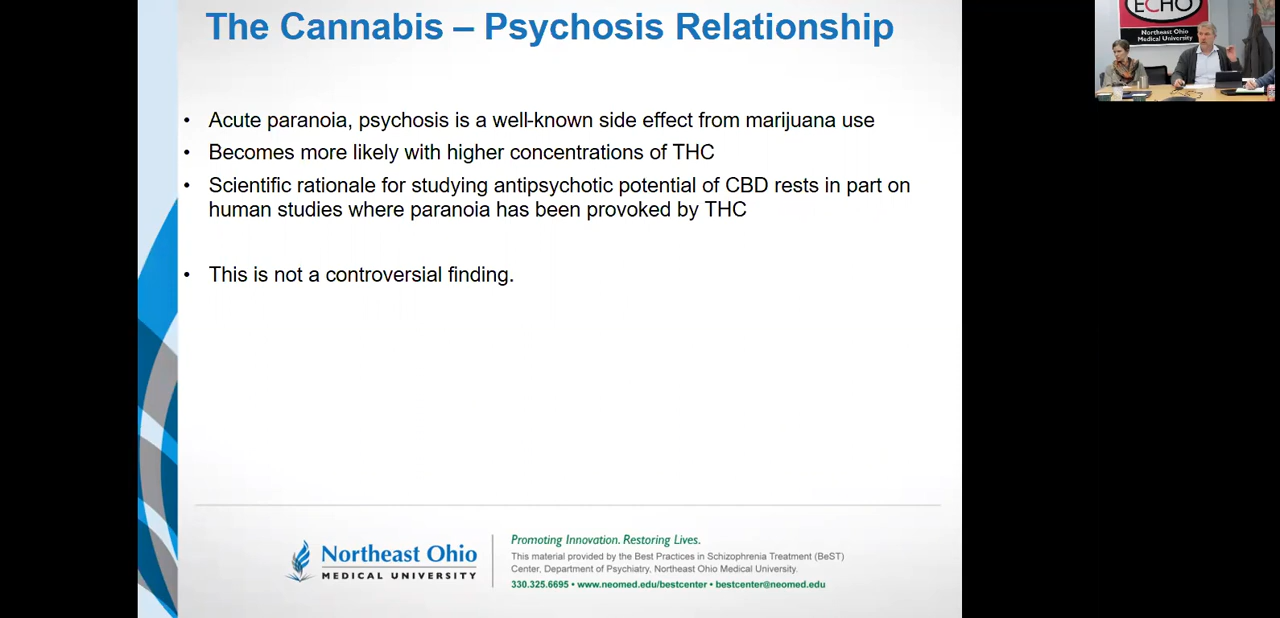 The Cannabis – Psychosis Relationship
ECHO
Northeast Ohio
Medical University
• Acute paranoia, psychosis is a well-known side effect from marijuana use
• Becomes more likely with higher concentrations of THC
• Scientific rationale for studying antipsychotic potential of CBD rests in part on
human studies where paranoia has been provoked by THC
• This is not a controversial finding.
Northeast Ohio
MEDICAL UNIVERSITY
Promoting Innovation. Restoring Lives.
This material provided by the Best Practices in Schizophrenia Treatment (BeST)
Center, Department of Psychiatry, Northeast Ohio Medical University.
330.325.6695 • www.neomed.edu/bestcenter • bestcenter@neomed.edu